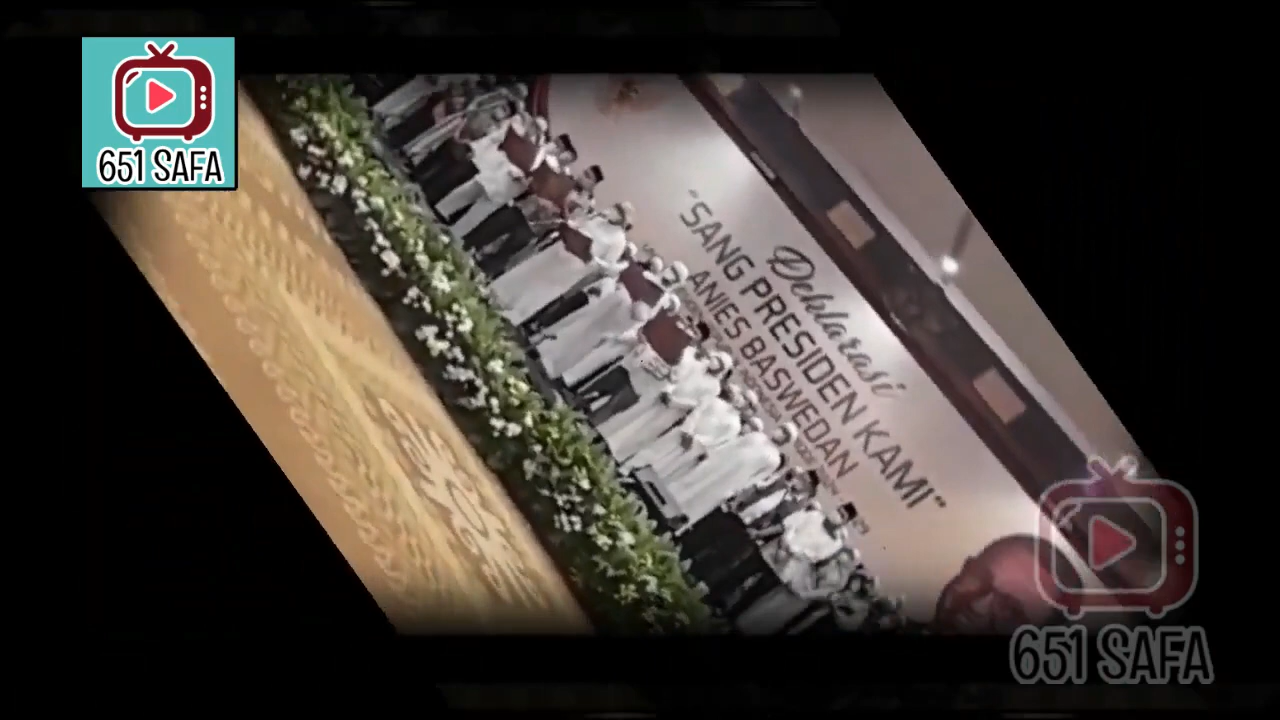 651 SAFA
Deklarasi
"SANG PRESIDEN KAMI"
ANIES BASWEDAN
651 SAFA